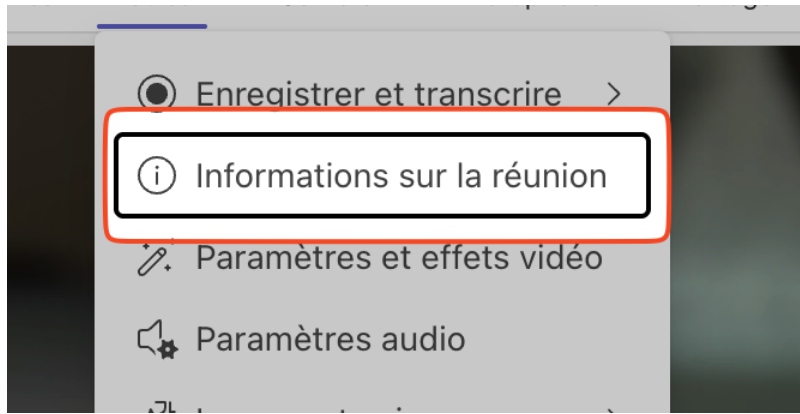 Enregistrer et transcrire
Informations sur la réunion
Paramètres et effets vidéo
Paramètres audio